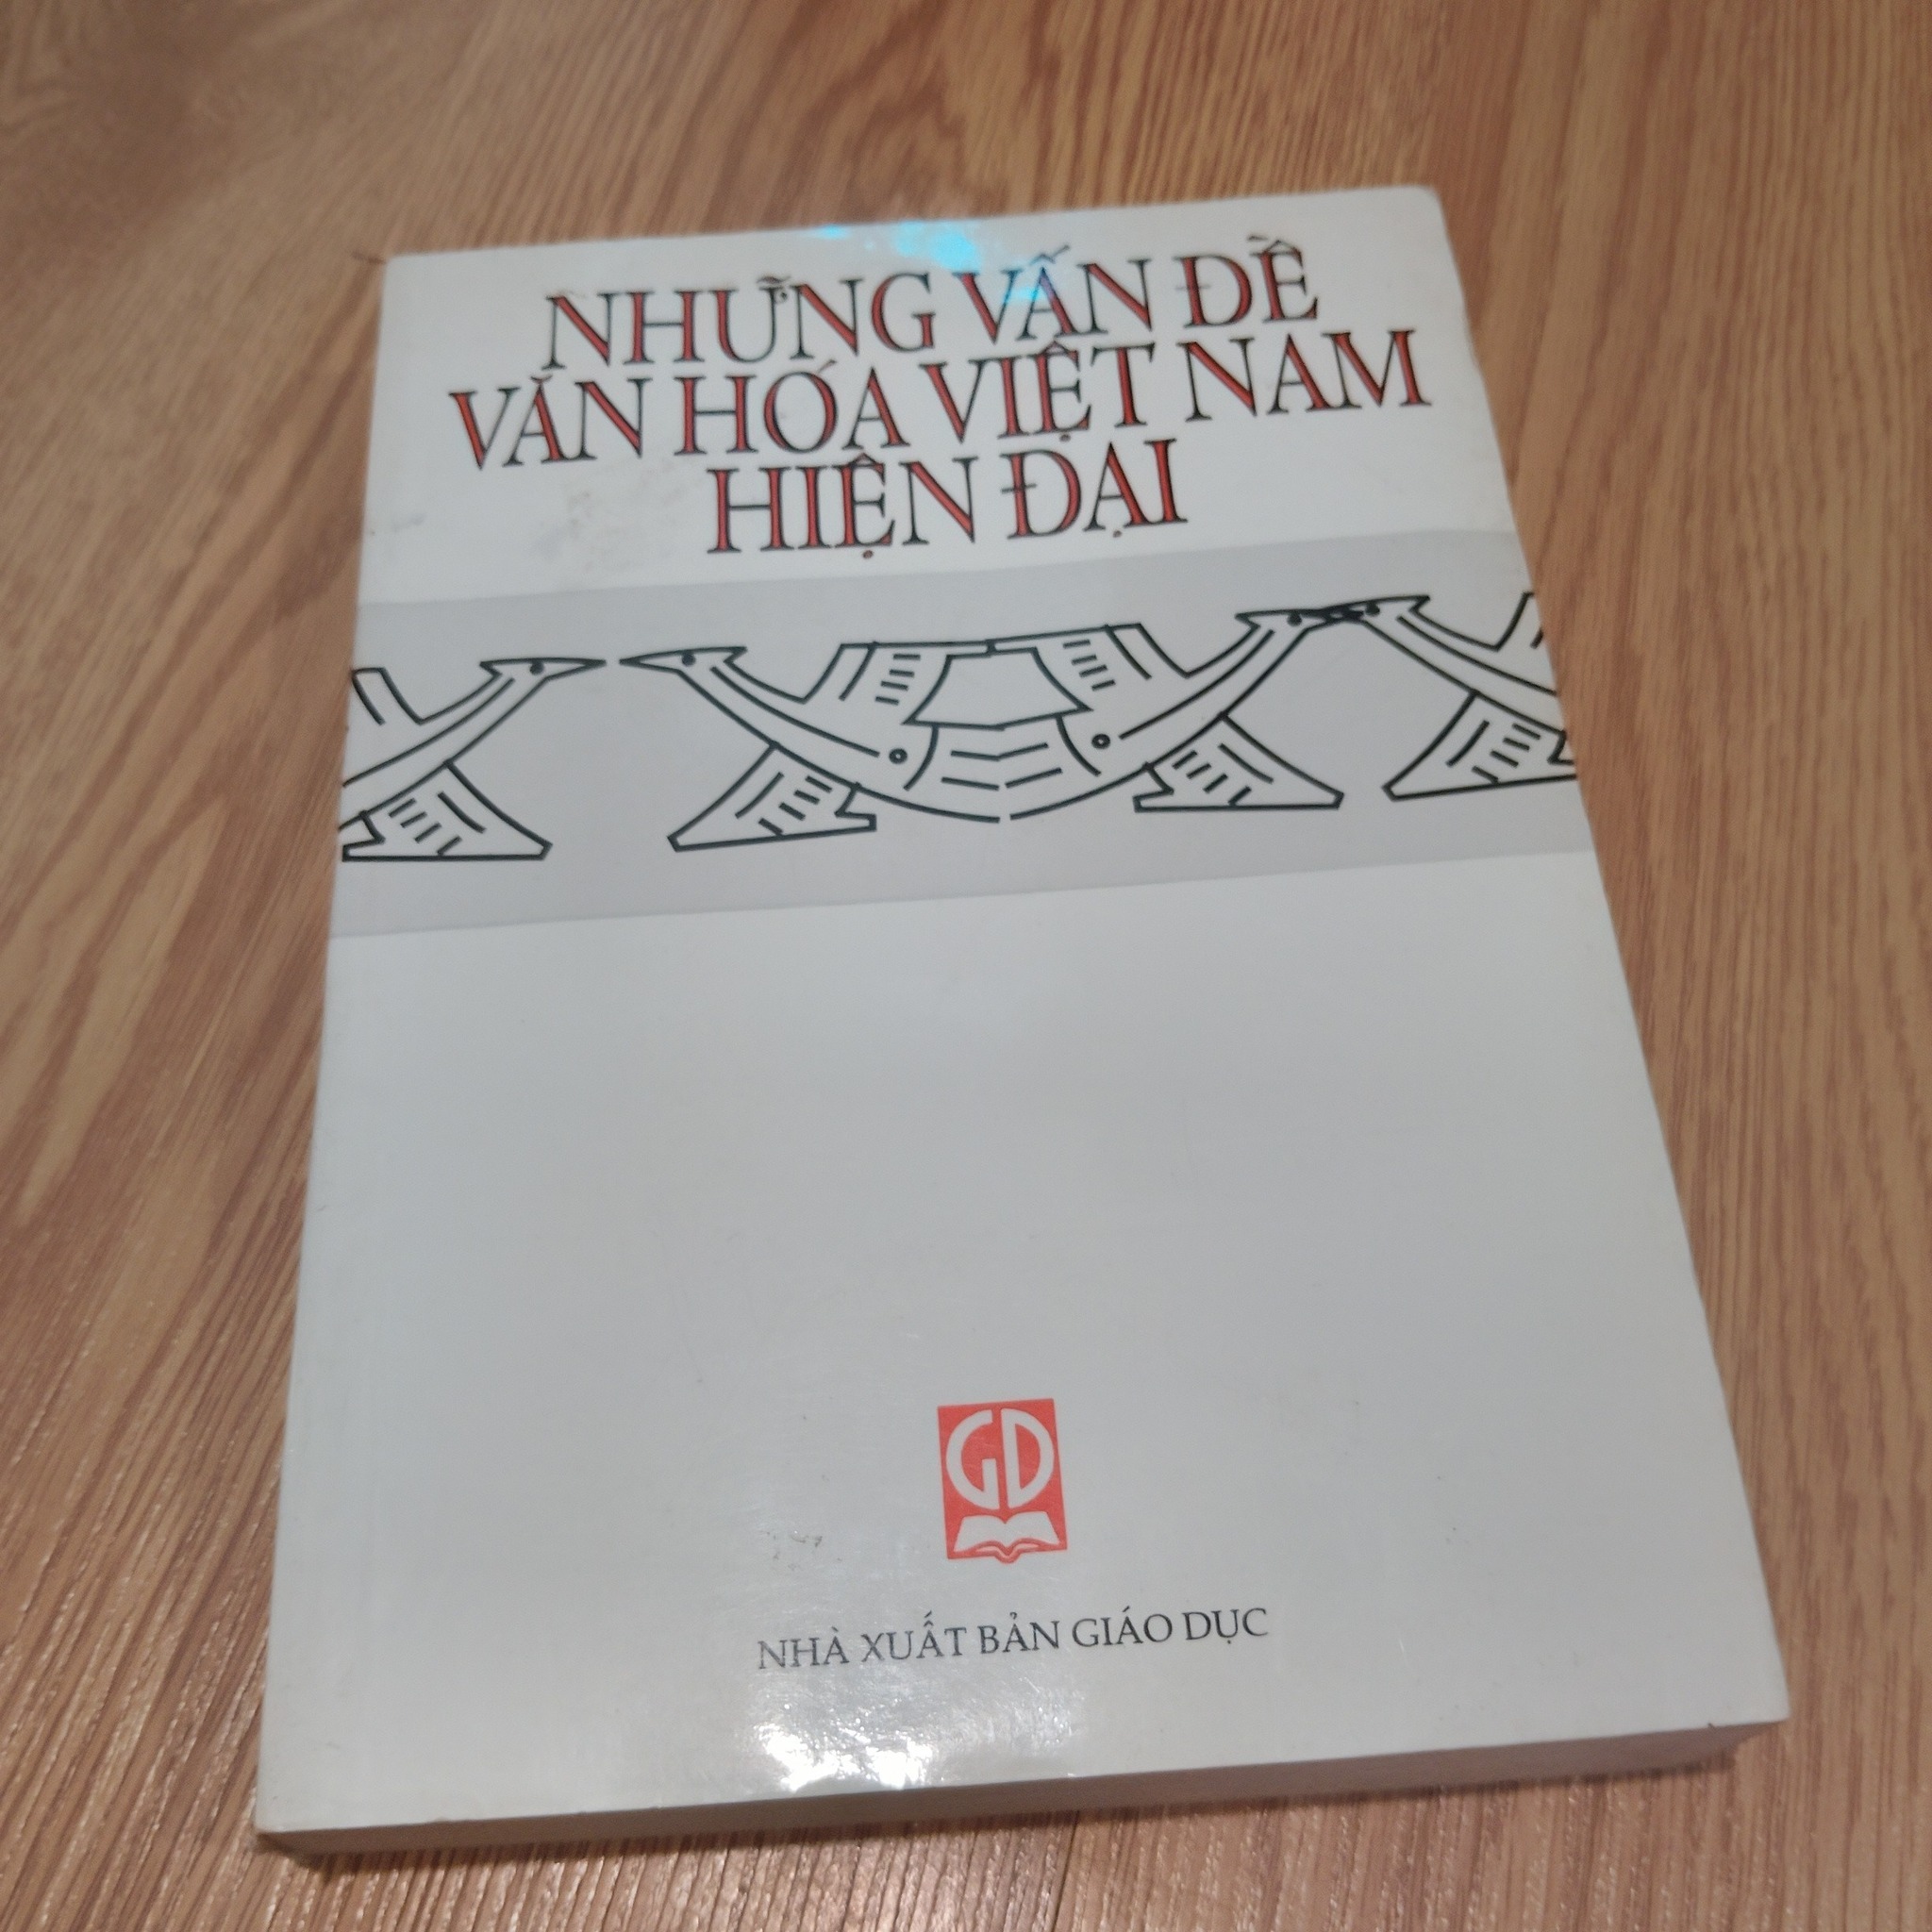 NHỮNG VẤN ĐỀ
VĂN HÓA VIỆT NAM
HIỆN ĐẠI
GD
NHÀ XUẤT BẢN GIÁO DỤC